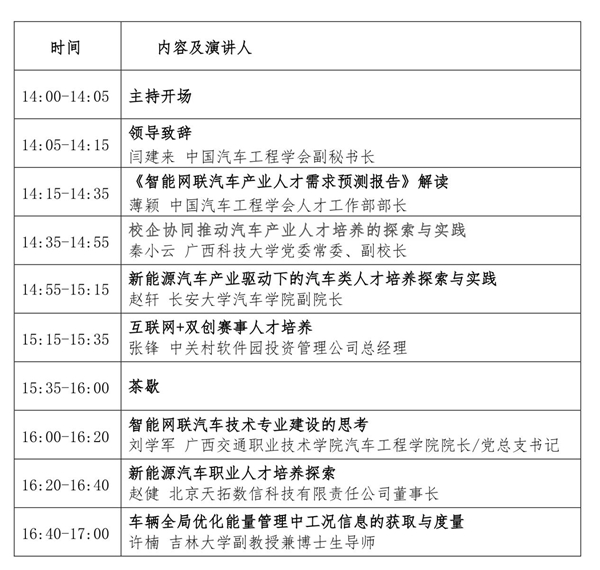 时间 内容及演讲人
14:00-14:05 主持开场
14:05-14:15 领导致辞
闫建来 中国汽车工程学会副秘书长
14:15-14:35 《智能网联汽车产业人才需求预测报告》解读
薄颖 中国汽车工程学会人才工作部部长
14:35-14:55 校企协同推动汽车产业人才培养的探索与实践
秦小云 广西科技大学党委常委、副校长
14:55-15:15 新能源汽车产业驱动下的汽车类人才培养探索与实践
赵轩 长安大学汽车学院副院长
15:15-15:35 互联网+双创赛事人才培养
张锋 中关村软件园投资管理公司总经理
15:35-16:00 茶歇
16:00-16:20 智能网联汽车技术专业建设的思考
刘学军 广西交通职业技术学院汽车工程学院院长/党总支书记
16:20-16:40 新能源汽车职业人才培养探索
赵健 北京天拓数信科技有限责任公司董事长
16:40-17:00 车辆全局优化能量管理中工况信息的获取与度量
许楠 吉林大学副教授兼博士生导师